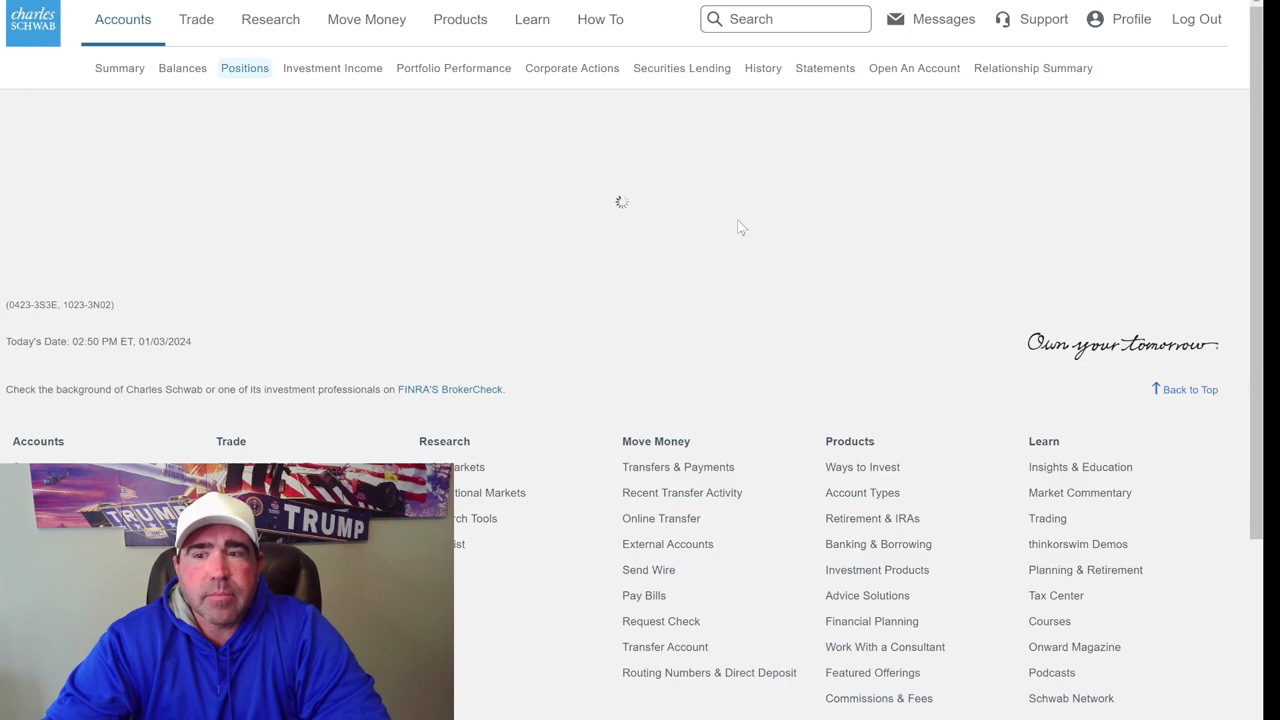 charles
SCHWAB
Accounts Trade Research Move Money Products Learn How To Search Messages Support Profile Log Out
Summary Balances Positions Investment Income Portfolio Performance Corporate Actions Securities Lending History Statements Open An Account Relationship Summary
(0423-3S3E, 1023-3N02)
Today's Date: 02:50 PM ET, 01/03/2024
Own your tomorrow.
Check the background of Charles Schwab or one of its investment professionals on FINRA'S BrokerCheck.
Back to Top
Accounts Trade Research Move Money Products Learn
arkets Transfers & Payments Ways to Invest Insights & Education
tional Markets Recent Transfer Activity Account Types Market Commentary
rch Tools Online Transfer Retirement & IRAs Trading
ist External Accounts Banking & Borrowing thinkorswim Demos
Send Wire Investment Products Planning & Retirement
Pay Bills Advice Solutions Tax Center
Request Check Financial Planning Courses
Transfer Account Work With a Consultant Onward Magazine
Routing Numbers & Direct Deposit Featured Offerings Podcasts
Commissions & Fees Schwab Network
TRUMP
TRUMP